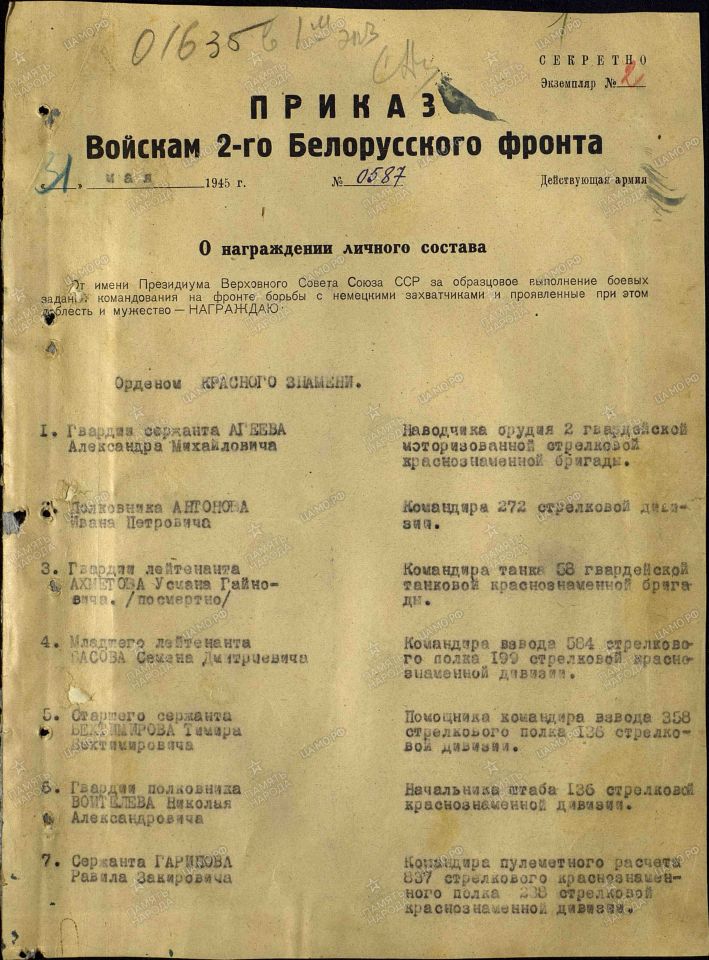 01635 в 1й экз
1
СЕКРЕТНО
Экземпляр № 2
ПРИКАЗ
Войскам 2-го Белорусского фронта
31 „ мая 1945 г. № 0587 Действующая армия
О награждении личного состава
От имени Президиума Верховного Совета Союза ССР за образцовое выполнение боевых
заданий командования на фронте борьбы с немецкими захватчиками и проявленные при этом
доблесть и мужество — НАГРАЖДАЮ:
Орденом КРАСНОГО ЗНАМЕНИ.
1. Гвардии сержанта АГЕЕВА
Александра Михайловича
Наводчика орудия 2 гвардейской
моторизованной стрелковой
краснознаменной бригады.
2. Полковника АНТОНОВА
Ивана Петровича
Командира 272 стрелковой диви-
зии.
3. Гвардии лейтенанта
АХМЕТОВА Усмана Гайно-
вича. /посмертно/
Командира танка 58 гвардейской
танковой краснознаменной брига-
ды.
4. Младшего лейтенанта
БАСОВА Семена Дмитриевича
Командира взвода 584 стрелково-
го полка 199 стрелковой красно-
знаменной дивизии.
5. Старшего сержанта
БЕКТИМИРОВА Тимира
Бектимировича
Помощника командира взвода 358
стрелкового полка 136 стрелко-
вой дивизии.
6. Гвардии полковника
ВОИТЕЛЕВА Николая
Александровича
Начальника штаба 136 стрелковой
краснознаменной дивизии.
7. Сержанта ГАРИПОВА
Равила Закировича
Командира пулеметного расчета
837 стрелкового краснознамен-
ного полка 238 стрелковой
краснознаменной дивизии.